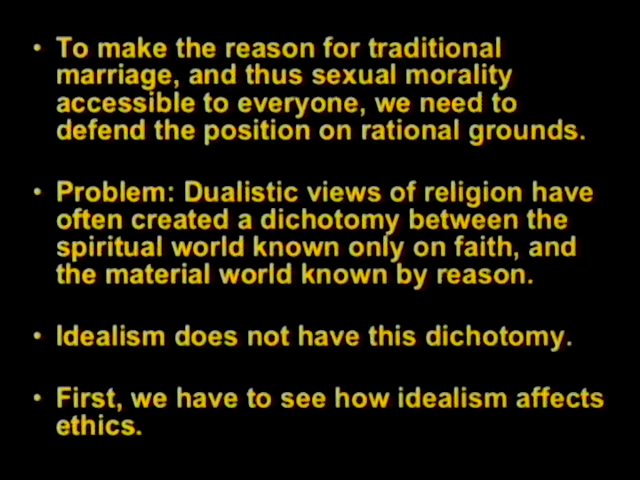 • To make the reason for traditional
marriage, and thus sexual morality
accessible to everyone, we need to
defend the position on rational grounds.
• Problem: Dualistic views of religion have
often created a dichotomy between the
spiritual world known only on faith, and
the material world known by reason.
• Idealism does not have this dichotomy.
• First, we have to see how idealism affects
ethics.